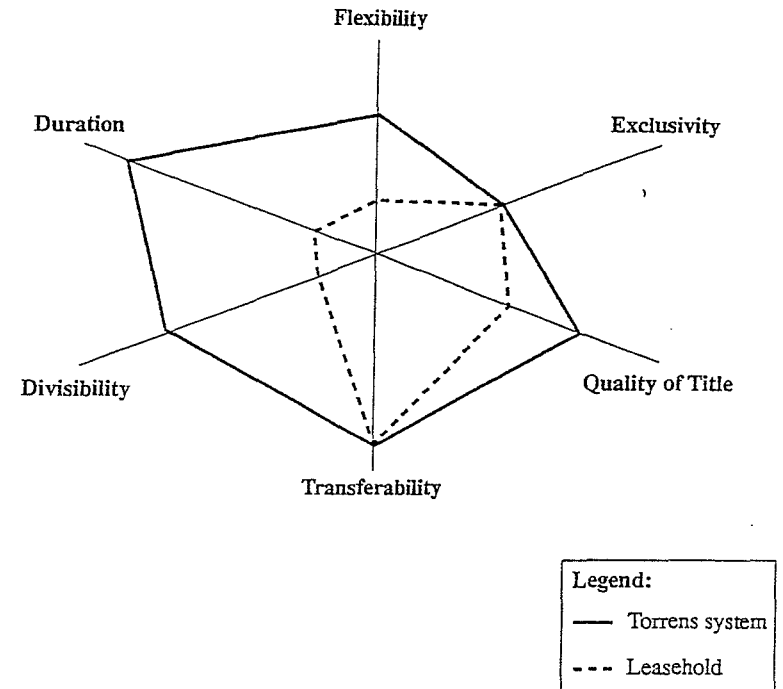 Flexibility
Duration
Exclusivity
Divisibility
Quality of Title
Transferability
Legend:
Torrens system
Leasehold